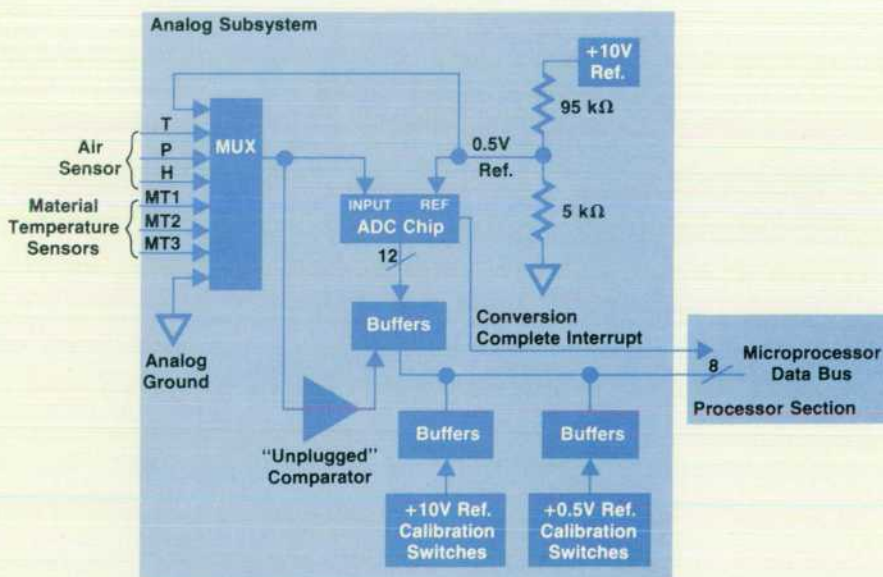 Analog Subsystem
+10V
Ref.
95 kΩ
T
Air
Sensor
P
H
MUX
0.5V
Ref.
Material
Temperature
Sensors
MT1
MT2
MT3
INPUT
REF
ADC Chip
5 kΩ
12
Analog
Ground
Buffers
Conversion
Complete Interrupt
8
Microprocessor
Data Bus
Processor Section
"Unplugged"
Comparator
Buffers
Buffers
+10V Ref.
Calibration
Switches
+0.5V Ref.
Calibration
Switches